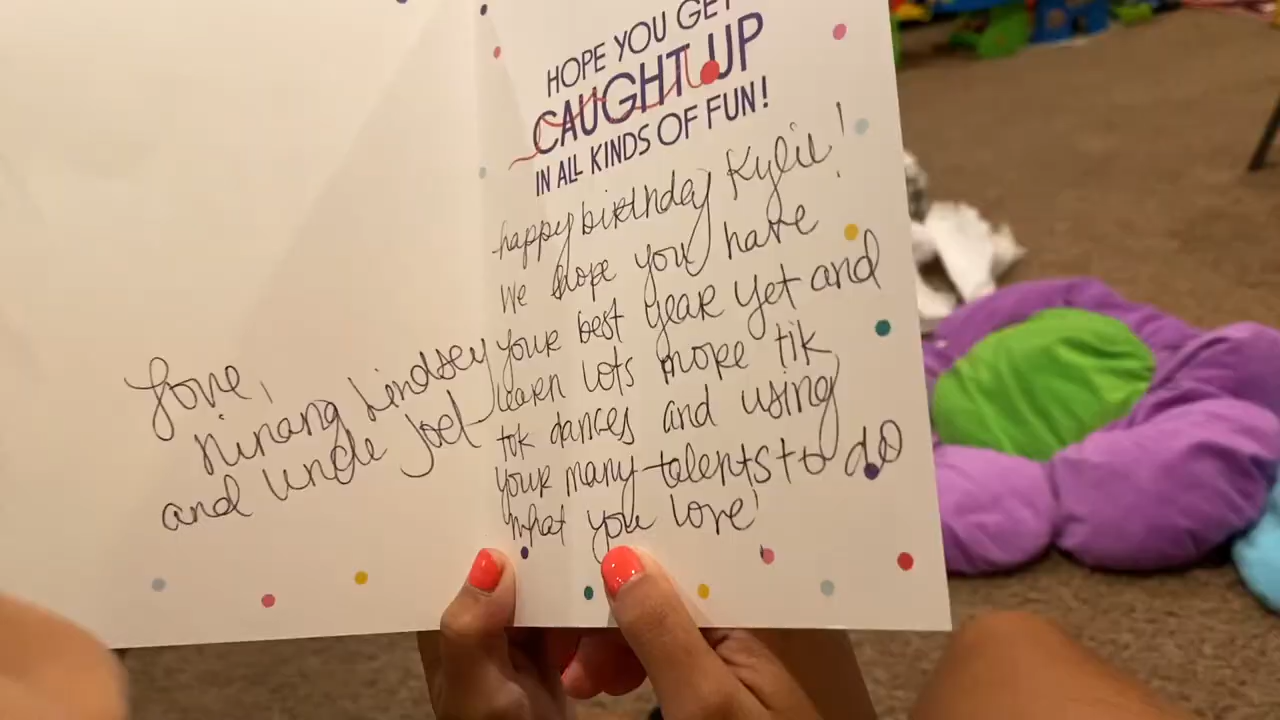 HOPE YOU GET
CAUGHT UP
IN ALL KINDS OF FUN!
happy birthday Kylie!
We hope you have
your best year yet and
learn lots more tik
tok dances and using
your many talents to do
what you love!
Love,
Ninang Lindsey
and Uncle Joel